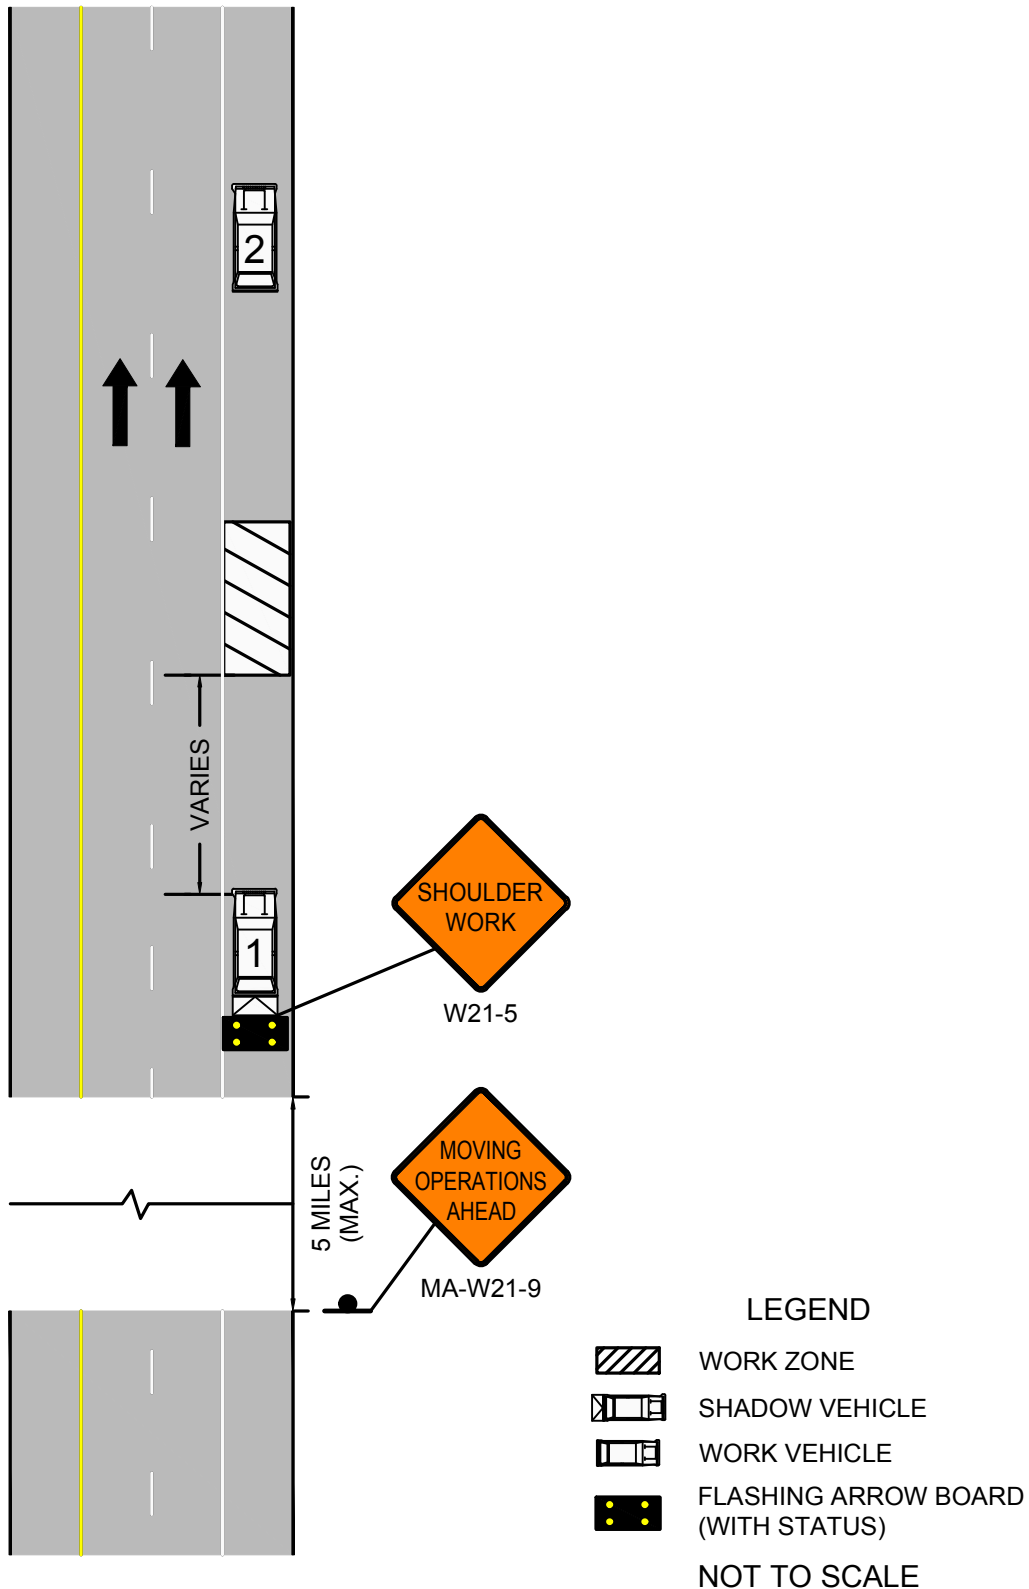 2
VARIES
SHOULDER
WORK
1
W21-5
MOVING
OPERATIONS
AHEAD
5 MILES
(MAX.)
MA-W21-9
LEGEND
WORK ZONE
SHADOW VEHICLE
WORK VEHICLE
FLASHING ARROW BOARD
(WITH STATUS)
NOT TO SCALE